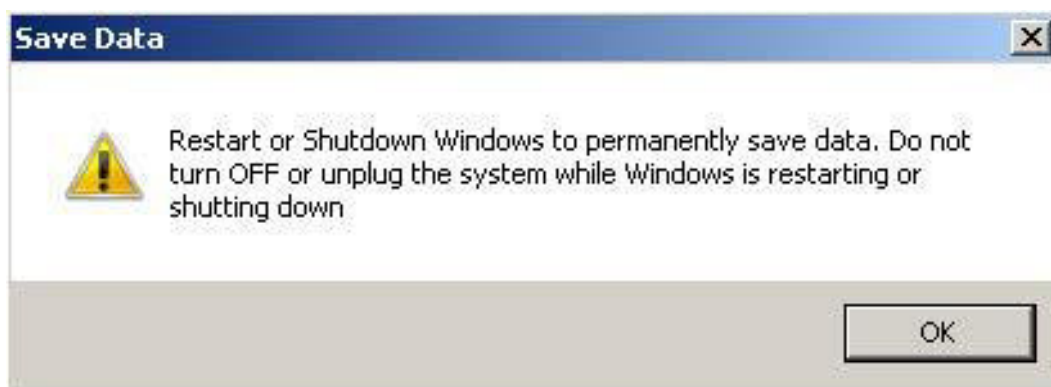 Save Data
Restart or Shutdown Windows to permanently save data. Do not
turn OFF or unplug the system while Windows is restarting or
shutting down
OK